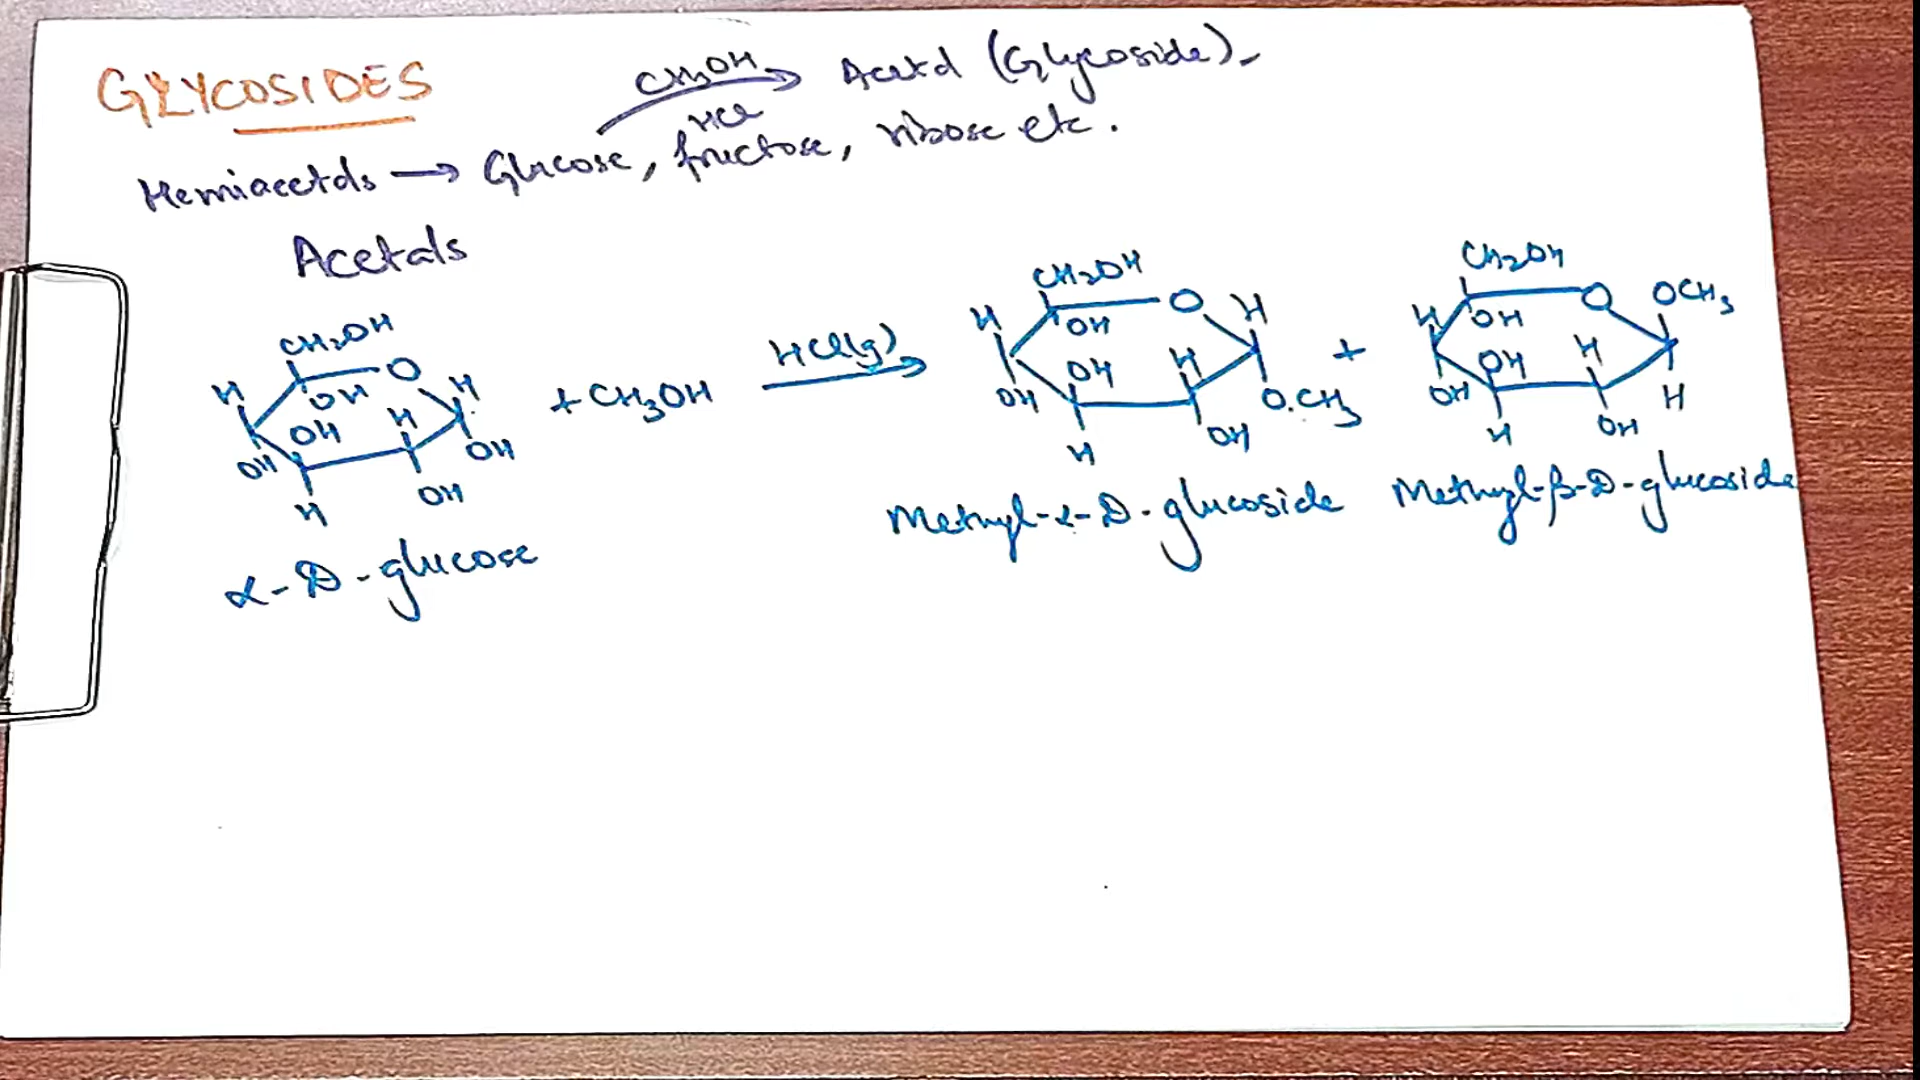 GLYCOSIDES
CH3OH
HCl
Acetal (Glycoside)-
Hemiacetals → Glucose, fructose, ribose etc.
Acetals
CH2OH
O
H
OH
H
OH
H
OH
OH
OH
H
α-D-glucose
+ CH3OH
HCl(g)
CH2OH
O
H
H
OH
OH
H
OH
O.CH3
OH
H
Methyl-α-D-glucoside
+
CH2OH
O
OCH3
H
OH
H
OH
OH
H
OH
H
Methyl-β-D-glucoside